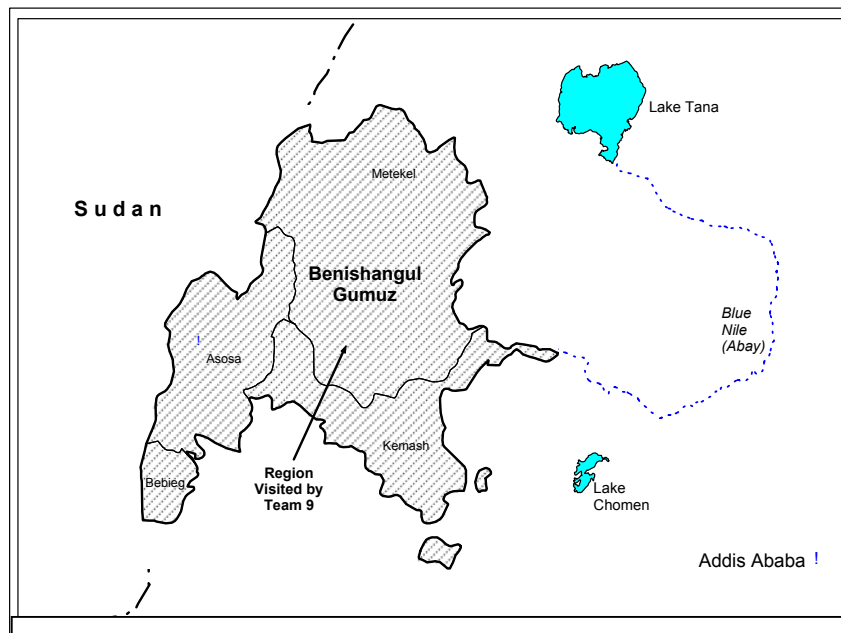 Lake Tana
Metekel
Sudan
Benishangul
Gumuz
Blue
Nile
(Abay)
!
Asosa
Kemash
Region
Visited by
Team 9
Bebieg
Lake
Chomen
Addis Ababa !